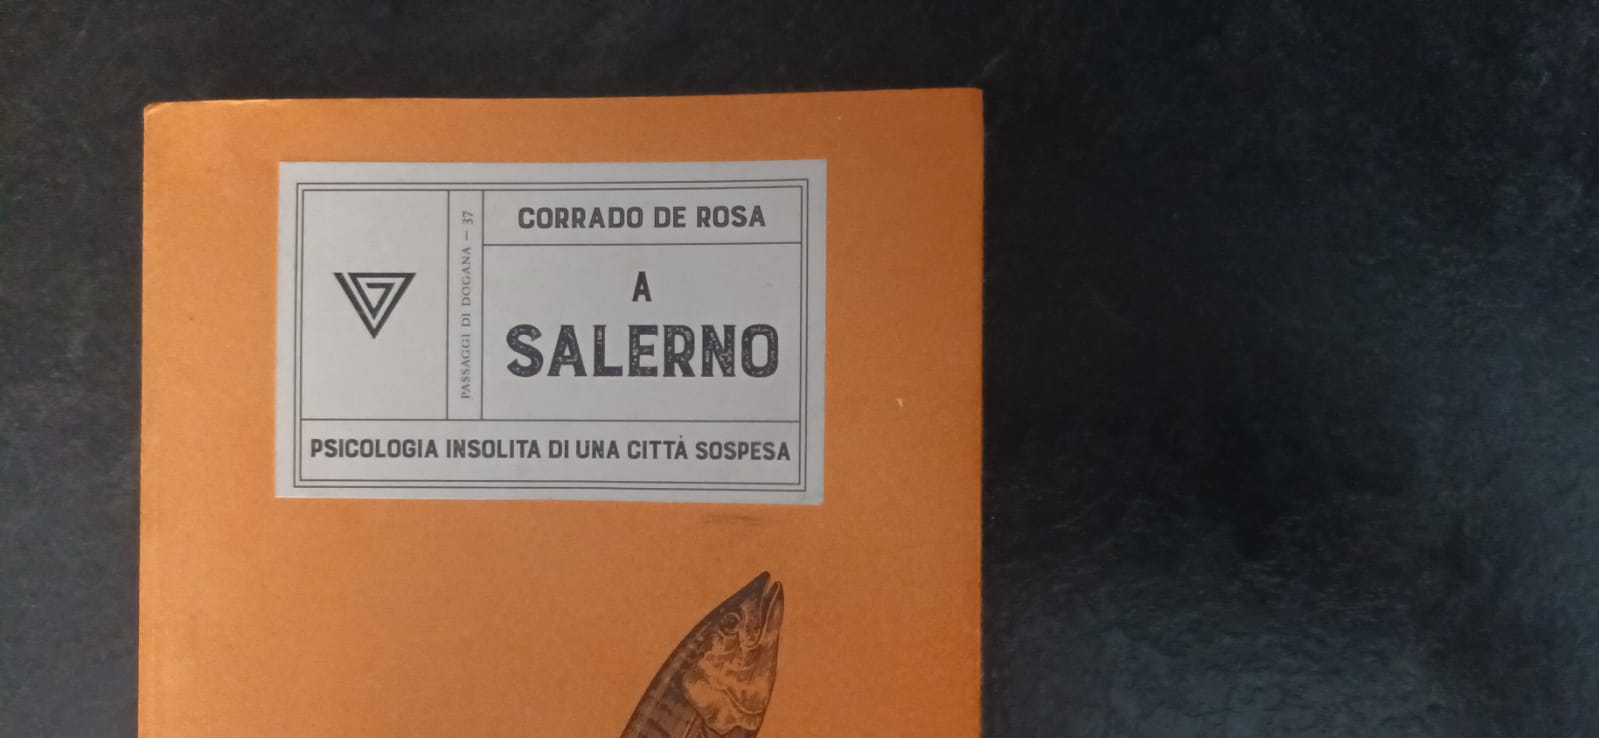 CORRADO DE ROSA
PASSAGGI DI DOGANA — 37
A
SALERNO
PSICOLOGIA INSOLITA DI UNA CITTÀ SOSPESA